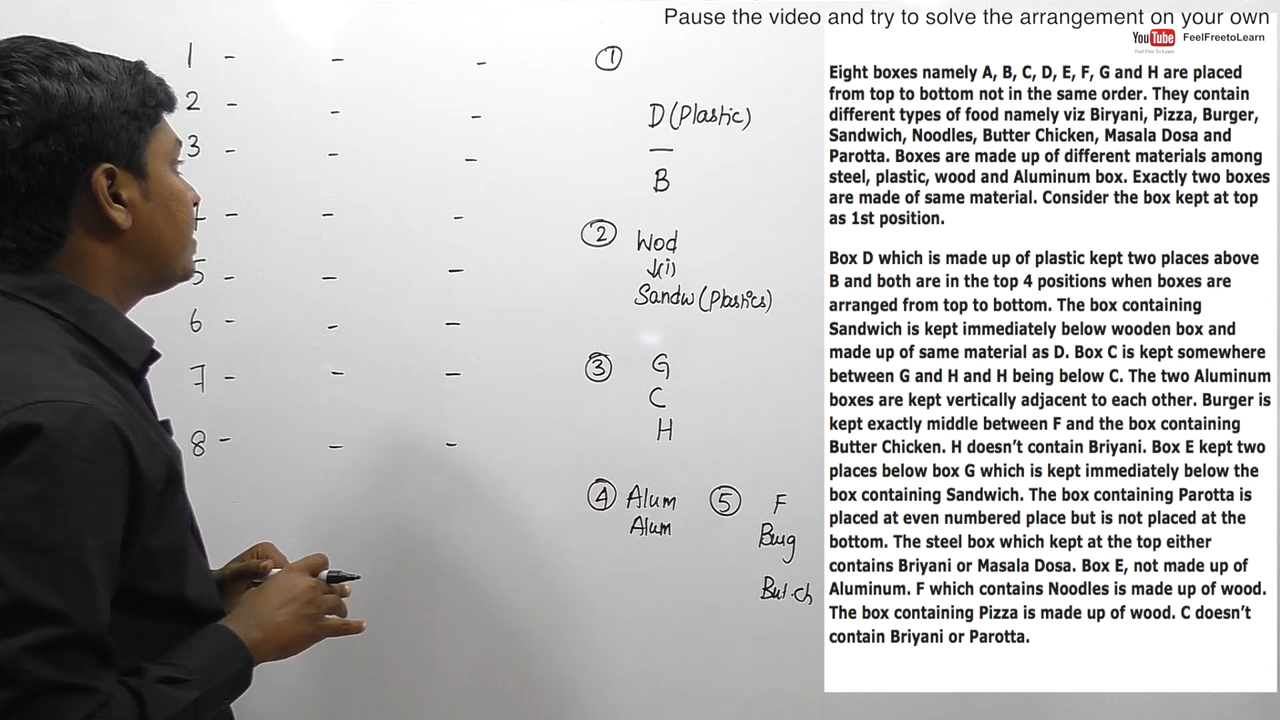 Pause the video and try to solve the arrangement on your own
You Tube FeelFreetoLearn
Feel Free To Learn
Eight boxes namely A, B, C, D, E, F, G and H are placed
from top to bottom not in the same order. They contain
different types of food namely viz Biryani, Pizza, Burger,
Sandwich, Noodles, Butter Chicken, Masala Dosa and
Parotta. Boxes are made up of different materials among
steel, plastic, wood and Aluminum box. Exactly two boxes
are made of same material. Consider the box kept at top
as 1st position.
Box D which is made up of plastic kept two places above
B and both are in the top 4 positions when boxes are
arranged from top to bottom. The box containing
Sandwich is kept immediately below wooden box and
made up of same material as D. Box C is kept somewhere
between G and H and H being below C. The two Aluminum
boxes are kept vertically adjacent to each other. Burger is
kept exactly middle between F and the box containing
Butter Chicken. H doesn't contain Briyani. Box E kept two
places below box G which is kept immediately below the
box containing Sandwich. The box containing Parotta is
placed at even numbered place but is not placed at the
bottom. The steel box which kept at the top either
contains Briyani or Masala Dosa. Box E, not made up of
Aluminum. F which contains Noodles is made up of wood.
The box containing Pizza is made up of wood. C doesn't
contain Briyani or Parotta.
1 - - -
2 - - -
3 - - -
4 - - -
5 - - -
6 - - -
7 - - -
8 - - -
①
D (Plastic)
—
B
② Wod
↓(i)
Sandw (Plastics)
③ G
C
H
④ Alum
Alum
⑤ F
Burg
But.Ch